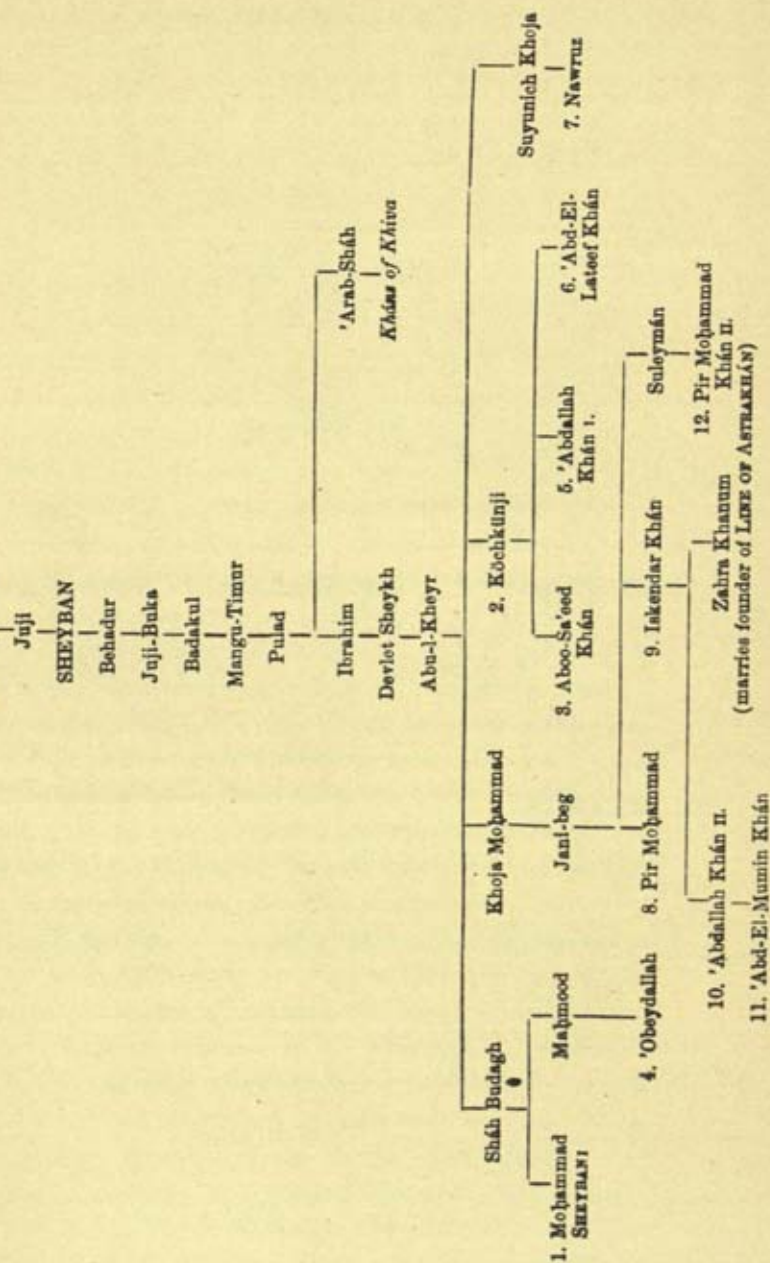 Juji
SHEYBAN
Behadur
Juji-Buka
Badakul
Mangu-Timur
Pulad
Ibrahim
'Arab-Sháh
Devlet Sheykh
Kháns of Khiva
Abu-l-Kheyr
Sháh Budagh
Khoja Moḥammad
2. Köchkünji
Suyunich Khoja
1. Moḥammad
SHEYBANI
Maḥmood
Jani-beg
3. Aboo-Sa'eed
Khán
5. 'Abdallah
Khán I.
6. 'Abd-El-
Lateef Khán
7. Nawruz
4. 'Obeydallah
8. Pir Moḥammad
9. Iskendar Khán
Suleymán
10. 'Abdallah Khán II.
Zahra Khanum
(marries founder of LINE OF ASTRAKHÁN)
12. Pir Moḥammad
Khán II.
11. 'Abd-El-Mumin Khán